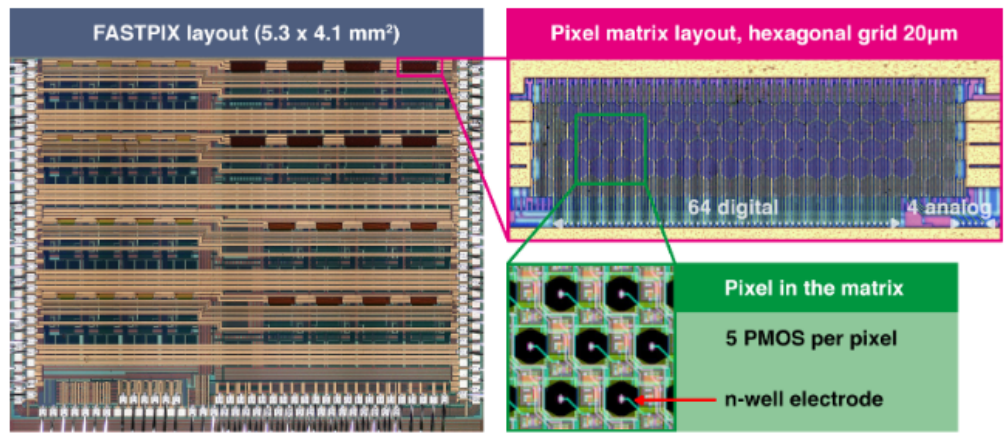 FASTPIX layout (5.3 x 4.1 mm²)
Pixel matrix layout, hexagonal grid 20μm
64 digital
4 analog
Pixel in the matrix
5 PMOS per pixel
n-well electrode